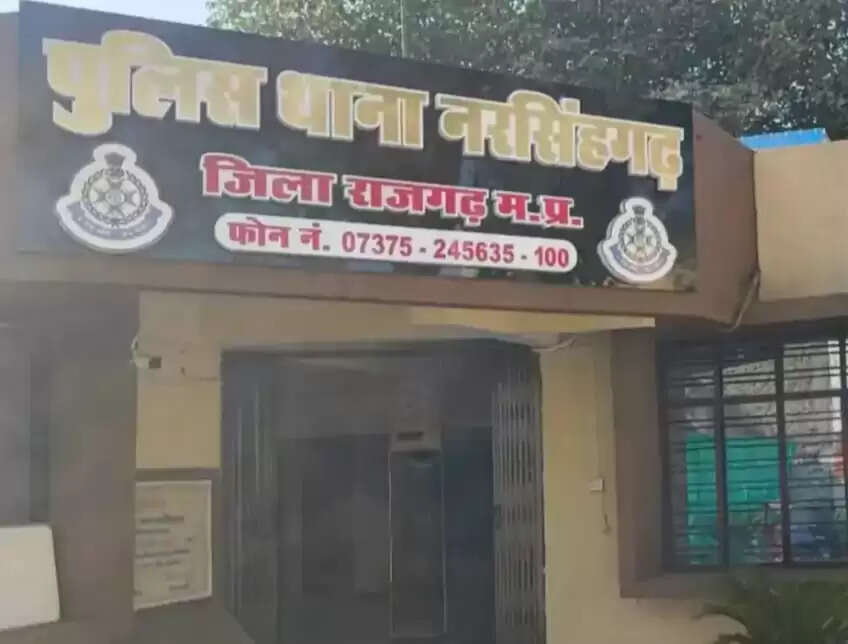 पुलिस थाना नरसिंहगढ़
जिला राजगढ़ म.प्र.
फोन नं. 07375 - 245635 - 100